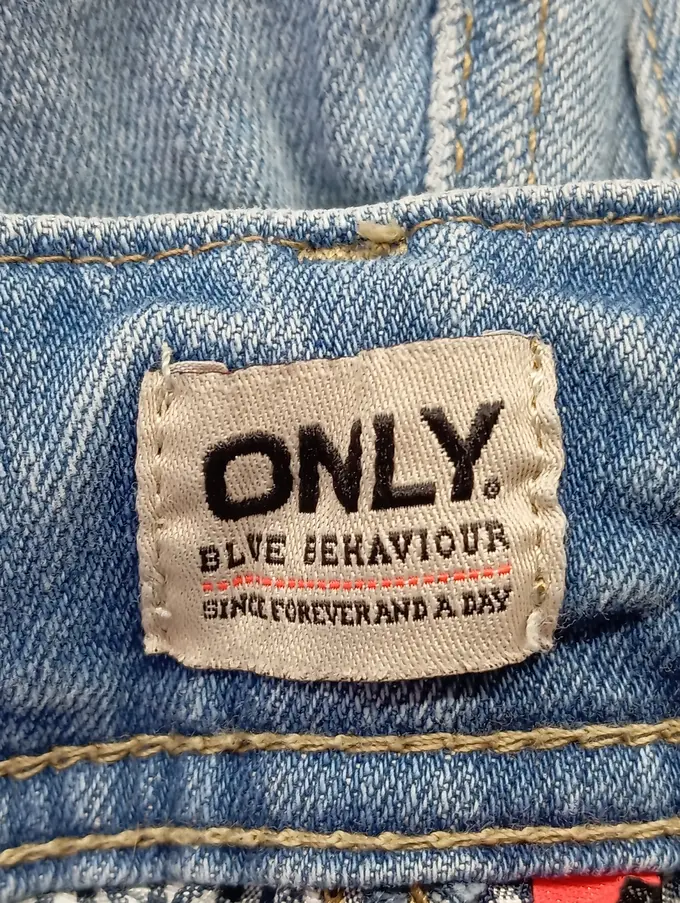 ONLY.®
BLUE BEHAVIOUR
SINCE FOREVER AND A DAY